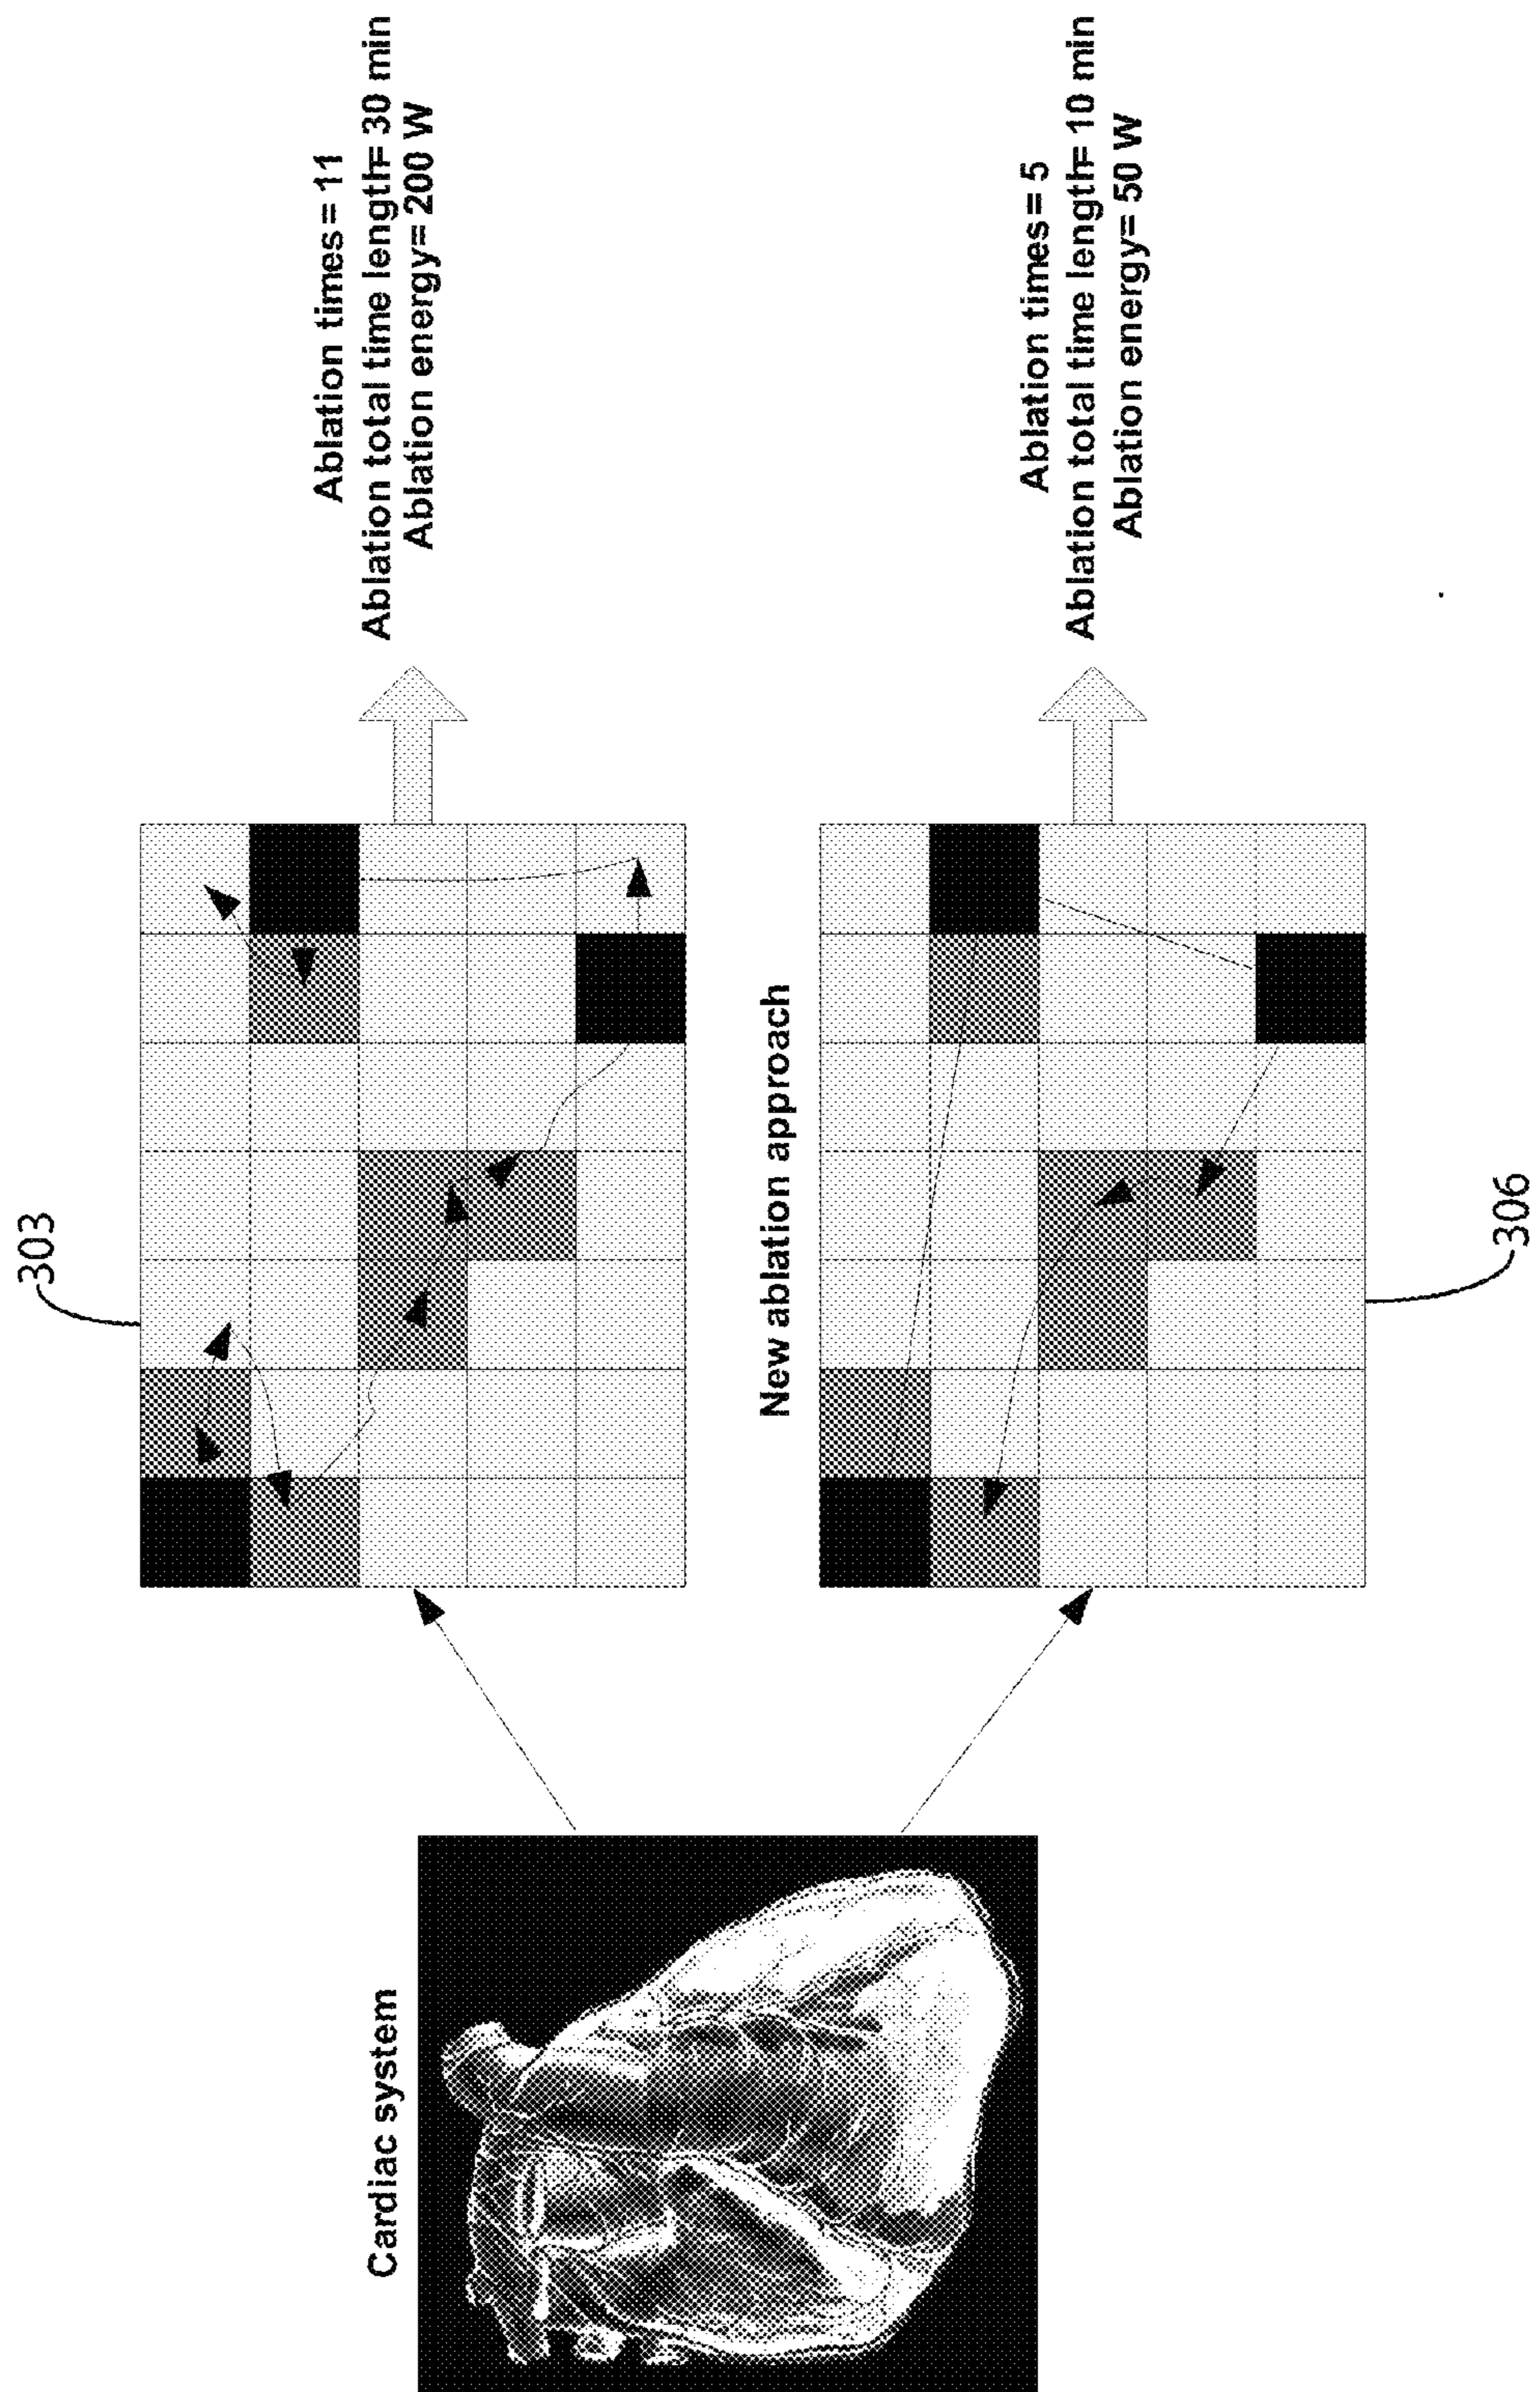 303
Ablation times= 11
Ablation total time length= 30 min
Ablation energy= 200 W
Cardiac system
New ablation approach
Ablation times= 5
Ablation total time length= 10 min
Ablation energy= 50 W
306